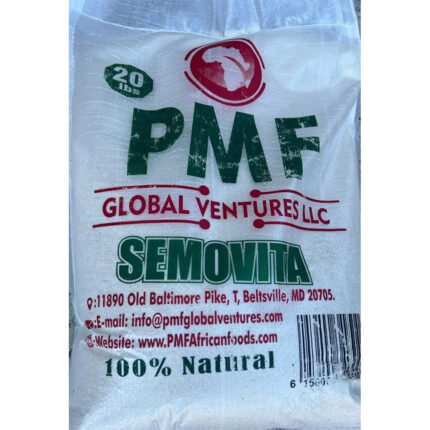 20
lbs
PMF
GLOBAL VENTURES LLC
SEMOVITA
:11890 Old Baltimore Pike, T, Beltsville, MD 20705.
:E-mail: info@pmfglobalventures.com
:Website: www.PMFAfricanfoods.com
100% Natural